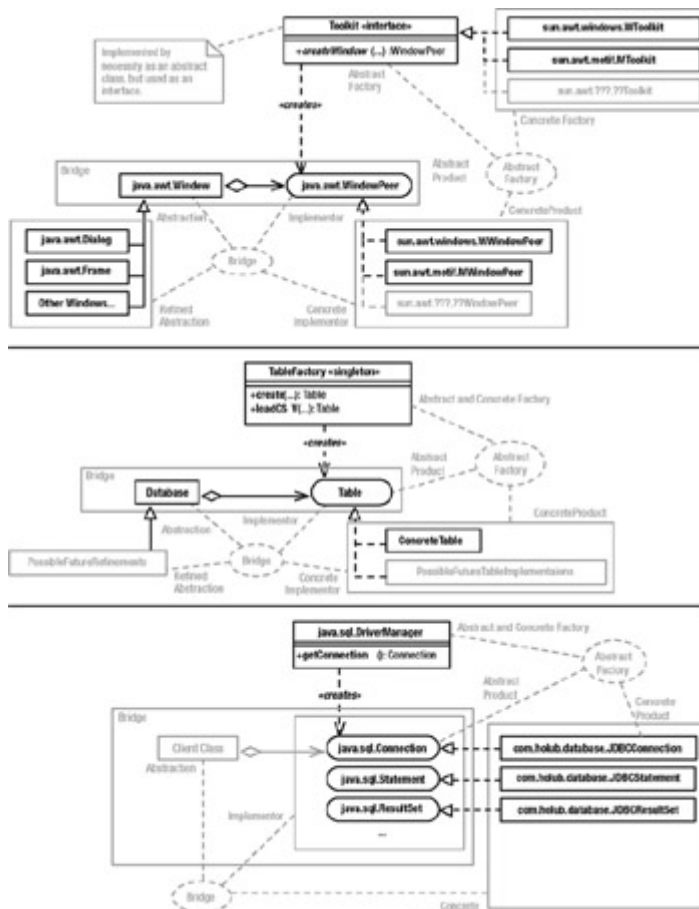 Toolkit «interface»
+createWindow (...) :WindowPeer
Implemented by
necessity as an abstract
class, but used as an
interface.
sun.awt.windows.WToolkit
sun.awt.motif.MToolkit
sun.awt.???.??Toolkit
Abstract
Factory
«creates»
Concrete Factory
Bridge
java.awt.Window
java.awt.WindowPeer
Abstract
Product
Abstract
Factory
Abstraction
Implementor
ConcreteProduct
java.awt.Dialog
java.awt.Frame
Other Windows...
Bridge
sun.awt.windows.WWindowPeer
sun.awt.motif.MWindowPeer
sun.awt.???.??WindowPeer
Refined
Abstraction
Concrete
Implementor
TableFactory «singleton»
+create(...): Table
(...): Table
Abstract and Concrete Factory
«creates»
Abstract
Product
Abstract
Factory
Bridge
Database
Table
Abstraction
Implementor
ConcreteProduct
PossibleFutureRefinements
Bridge
ConcreteTable
PossibleFutureTableImplementations
Refined
Abstraction
Concrete
Implementor
java.sql.DriverManager
+getConnection (): Connection
Abstract and Concrete Factory
«creates»
Abstract
Product
Abstract
Factory
Concrete
Product
Bridge
Client Class
java.sql.Connection
com.holub.database.JDBCConnection
Abstraction
java.sql.Statement
com.holub.database.JDBCStatement
Implementor
java.sql.ResultSet
com.holub.database.JDBCResultSet
...
Bridge
Concrete